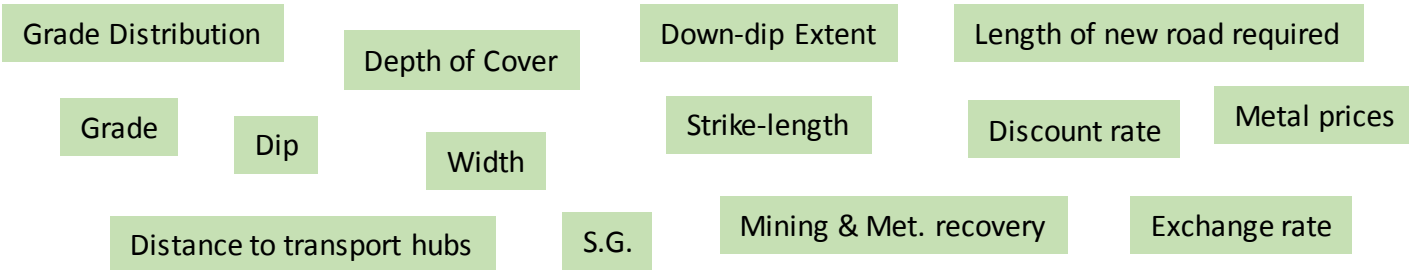 Grade Distribution
Depth of Cover
Down-dip Extent
Length of new road required
Grade
Dip
Width
Strike-length
Discount rate
Metal prices
Distance to transport hubs
S.G.
Mining & Met. recovery
Exchange rate